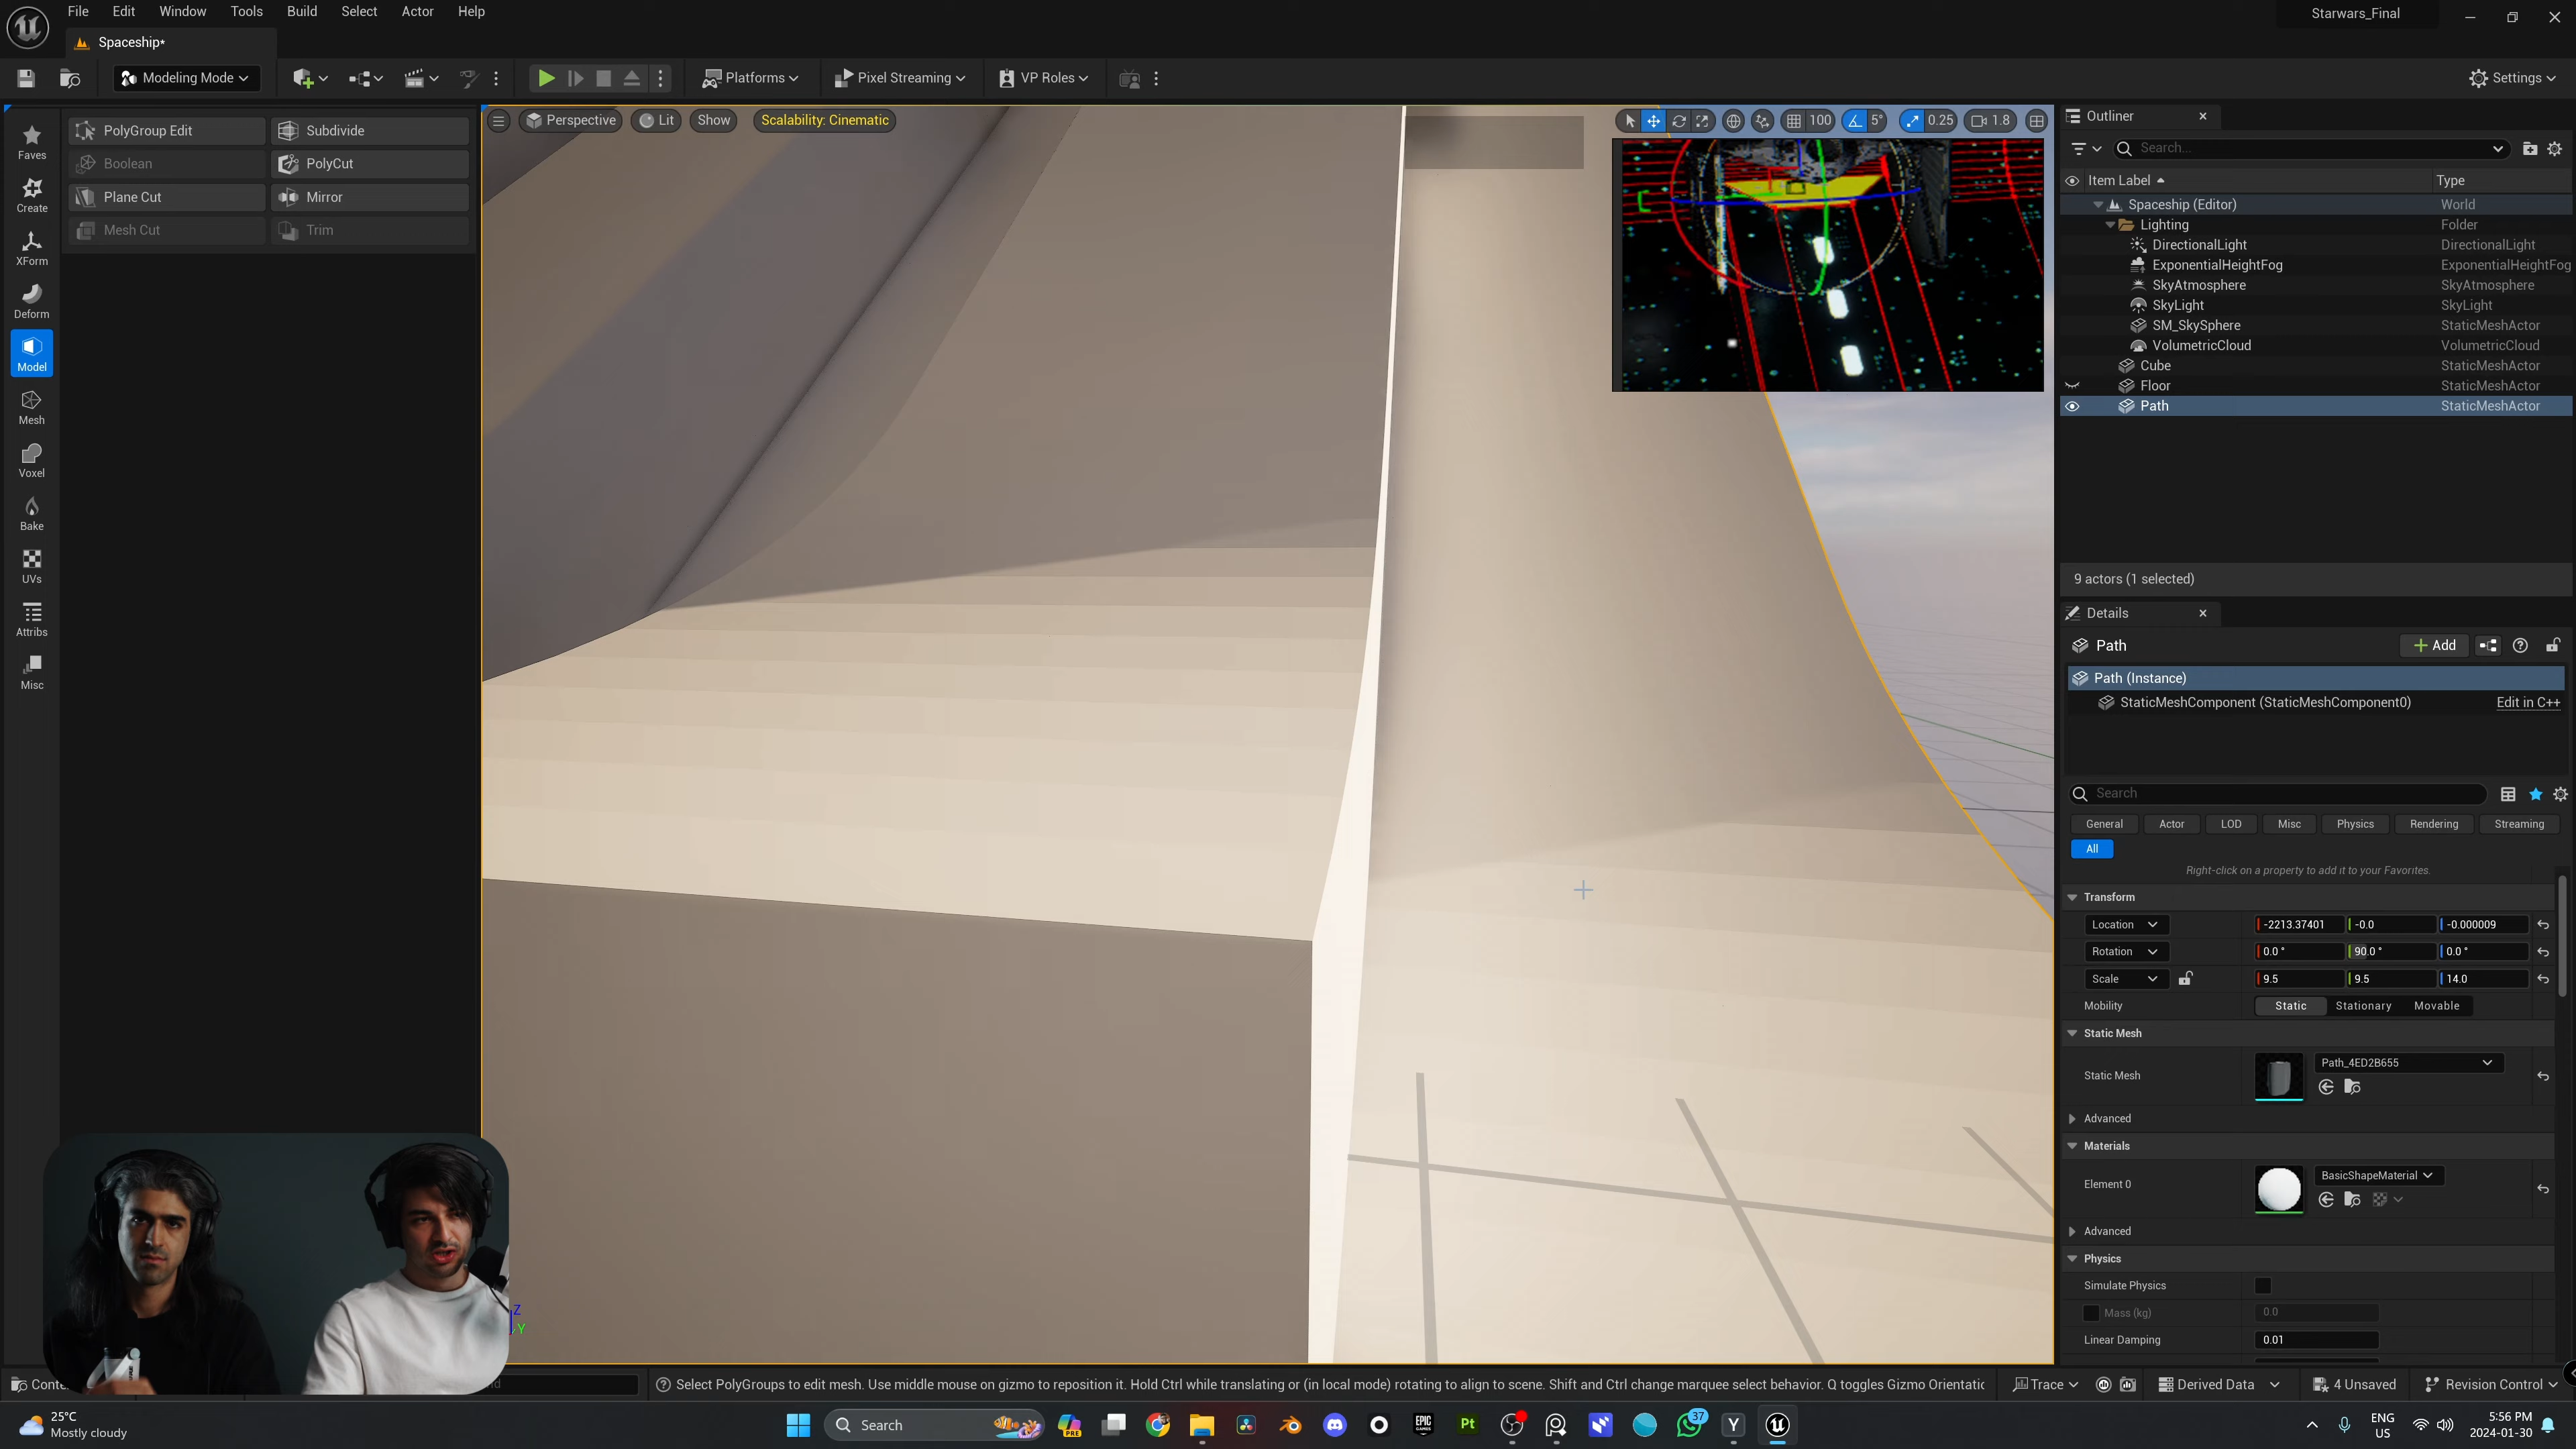 File Edit Window Tools Build Select Actor Help
Starwars_Final
Spaceship*
Modeling Mode
Platforms
Pixel Streaming
VP Roles
Settings
Faves
PolyGroup Edit
Subdivide
Boolean
PolyCut
Plane Cut
Mirror
Mesh Cut
Trim
Create
XForm
Deform
Model
Mesh
Voxel
Bake
UVs
Attribs
Misc
Perspective
Lit
Show
Scalability: Cinematic
100
5°
0.25
1.8
Outliner
Search...
Item Label
Type
Spaceship (Editor) World
Lighting Folder
DirectionalLight DirectionalLight
ExponentialHeightFog ExponentialHeightFog
SkyAtmosphere SkyAtmosphere
SkyLight SkyLight
SM_SkySphere StaticMeshActor
VolumetricCloud VolumetricCloud
Cube StaticMeshActor
Floor StaticMeshActor
Path StaticMeshActor
9 actors (1 selected)
Details
Path
Add
Path (Instance)
StaticMeshComponent (StaticMeshComponent0) Edit in C++
Search
General Actor LOD Misc Physics Rendering Streaming
All
Right-click on a property to add it to your Favorites.
Transform
Location -2213.37401 -0.0 -0.000009
Rotation 0.0 ° 90.0 ° 0.0 °
Scale 9.5 9.5 14.0
Mobility Static Stationary Movable
Static Mesh
Static Mesh Path_4ED2B655
Advanced
Materials
Element 0 BasicShapeMaterial
Advanced
Physics
Simulate Physics
Mass (kg) 0.0
Linear Damping 0.01
Z
Y
Select PolyGroups to edit mesh. Use middle mouse on gizmo to reposition it. Hold Ctrl while translating or (in local mode) rotating to align to scene. Shift and Ctrl change marquee select behavior. Q toggles Gizmo
Trace
Derived Data
4 Unsaved
Revision Control
25°C
Mostly cloudy
Search
PRE
EPIC GAMES
Pt
37
Y
ENG
US
5:56 PM
2024-01-30